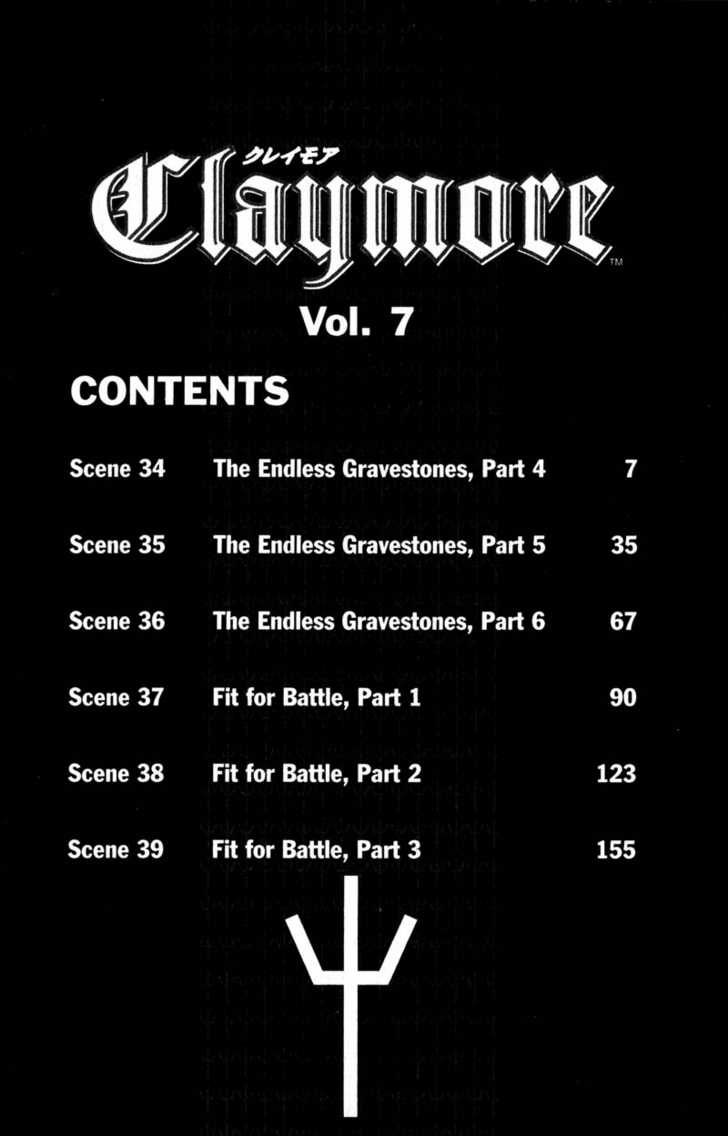 クレイモア
Claymore™
Vol. 7
CONTENTS
Scene 34 The Endless Gravestones, Part 4 7
Scene 35 The Endless Gravestones, Part 5 35
Scene 36 The Endless Gravestones, Part 6 67
Scene 37 Fit for Battle, Part 1 90
Scene 38 Fit for Battle, Part 2 123
Scene 39 Fit for Battle, Part 3 155